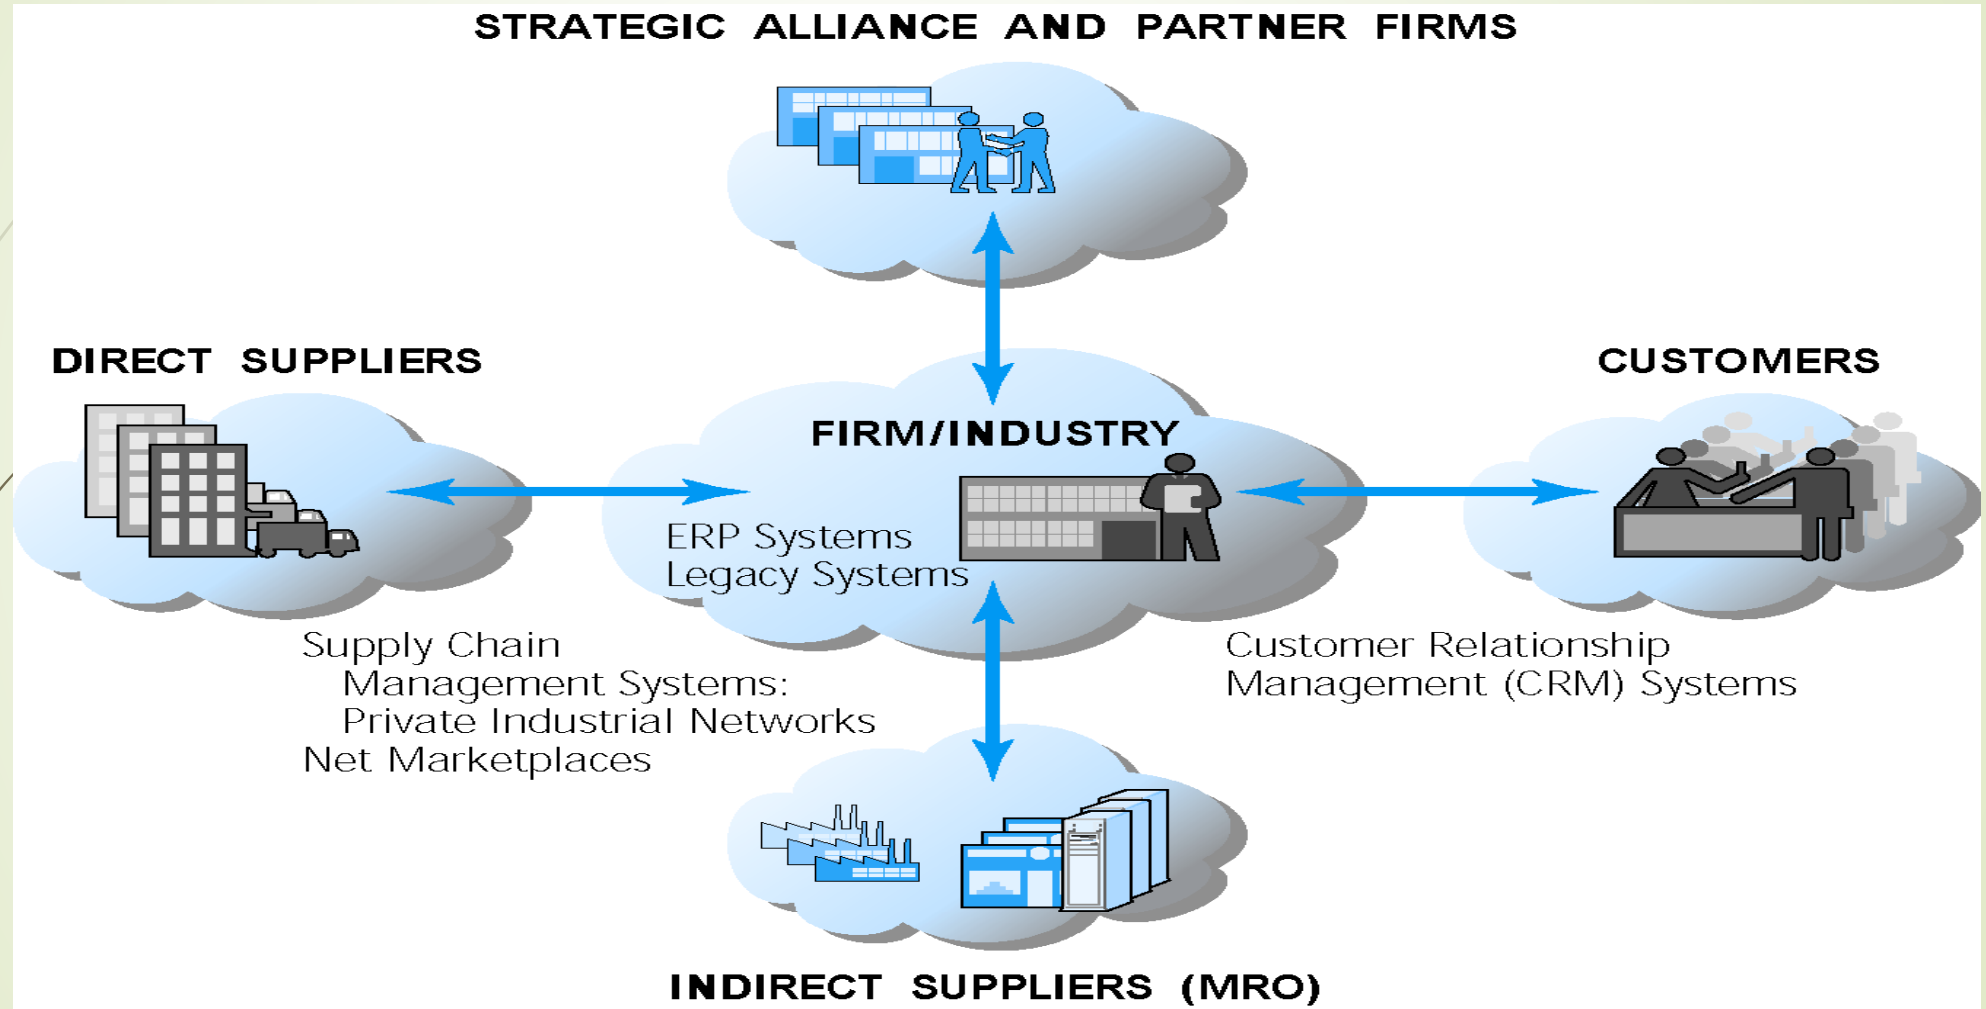 STRATEGIC ALLIANCE AND PARTNER FIRMS
DIRECT SUPPLIERS
CUSTOMERS
FIRM/INDUSTRY
ERP Systems
Legacy Systems
Supply Chain
Management Systems:
Private Industrial Networks
Net Marketplaces
Customer Relationship
Management (CRM) Systems
INDIRECT SUPPLIERS (MRO)